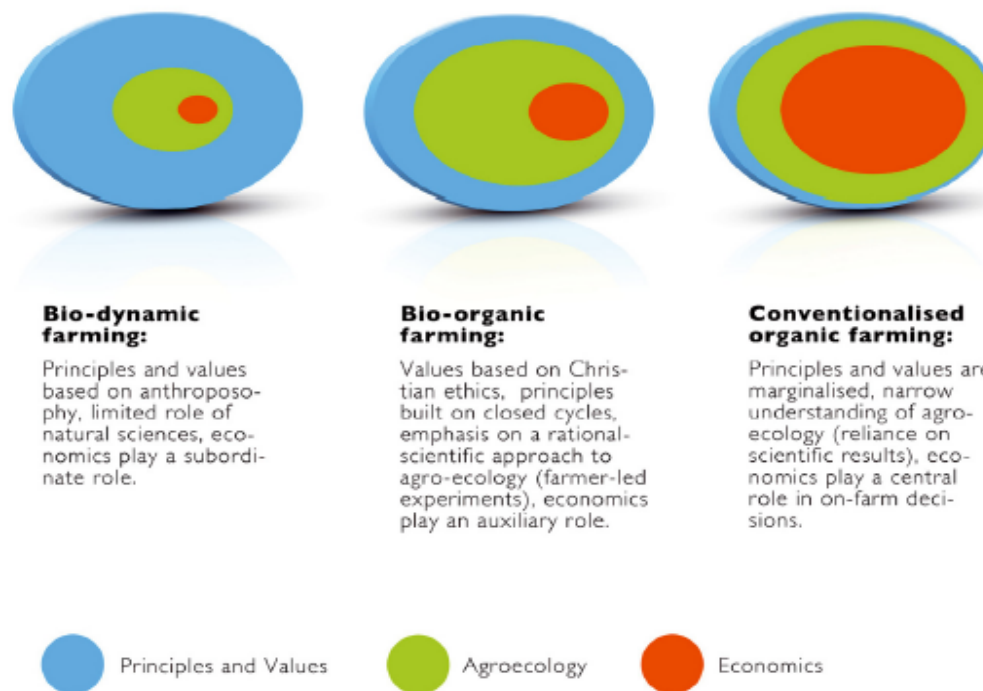 Bio-dynamic
farming:
Principles and values
based on anthroposo-
phy, limited role of
natural sciences, eco-
nomics play a subordi-
nate role.
Bio-organic
farming:
Values based on Chris-
tian ethics, principles
built on closed cycles,
emphasis on a rational-
scientific approach to
agro-ecology (farmer-led
experiments), economics
play an auxiliary role.
Conventionalised
organic farming:
Principles and values are
marginalised, narrow
understanding of agro-
ecology (reliance on
scientific results), eco-
nomics play a central
role in on-farm deci-
sions.
Principles and Values
Agroecology
Economics